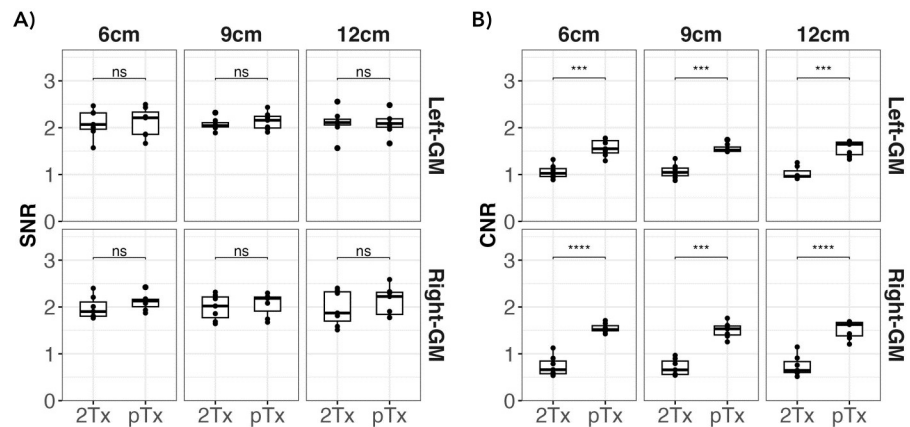 A)
6cm 9cm 12cm
SNR
3
2
1
0
ns ns ns
Left-GM
3
2
1
0
ns ns ns
Right-GM
2Tx pTx 2Tx pTx 2Tx pTx
B)
6cm 9cm 12cm
CNR
3
2
1
0
*** *** ***
Left-GM
3
2
1
0
**** *** ****
Right-GM
2Tx pTx 2Tx pTx 2Tx pTx